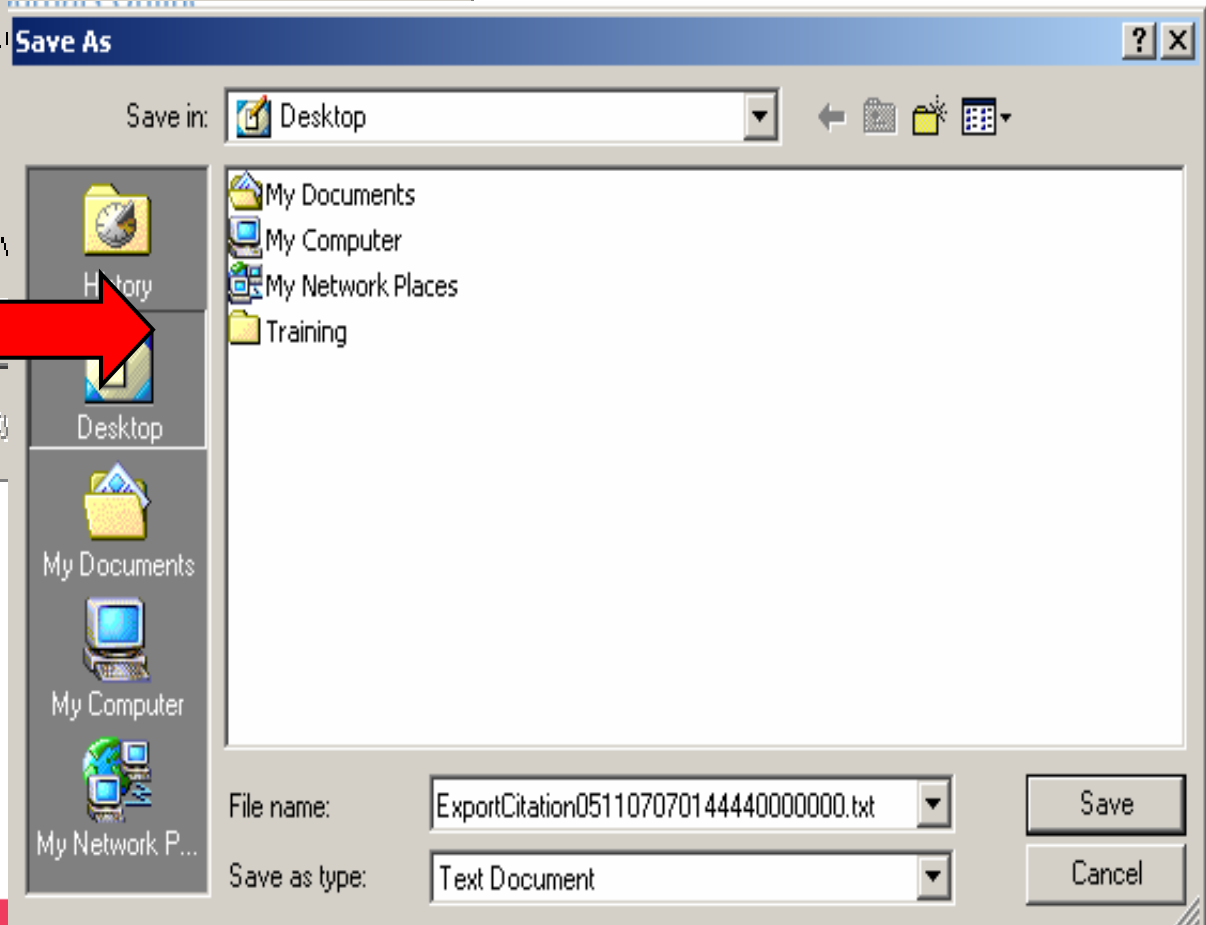 Save As
Save in: Desktop
History
Desktop
My Documents
My Computer
My Network P...
My Documents
My Computer
My Network Places
Training
File name: ExportCitation051107070144440000000.txt
Save
Save as type: Text Document
Cancel